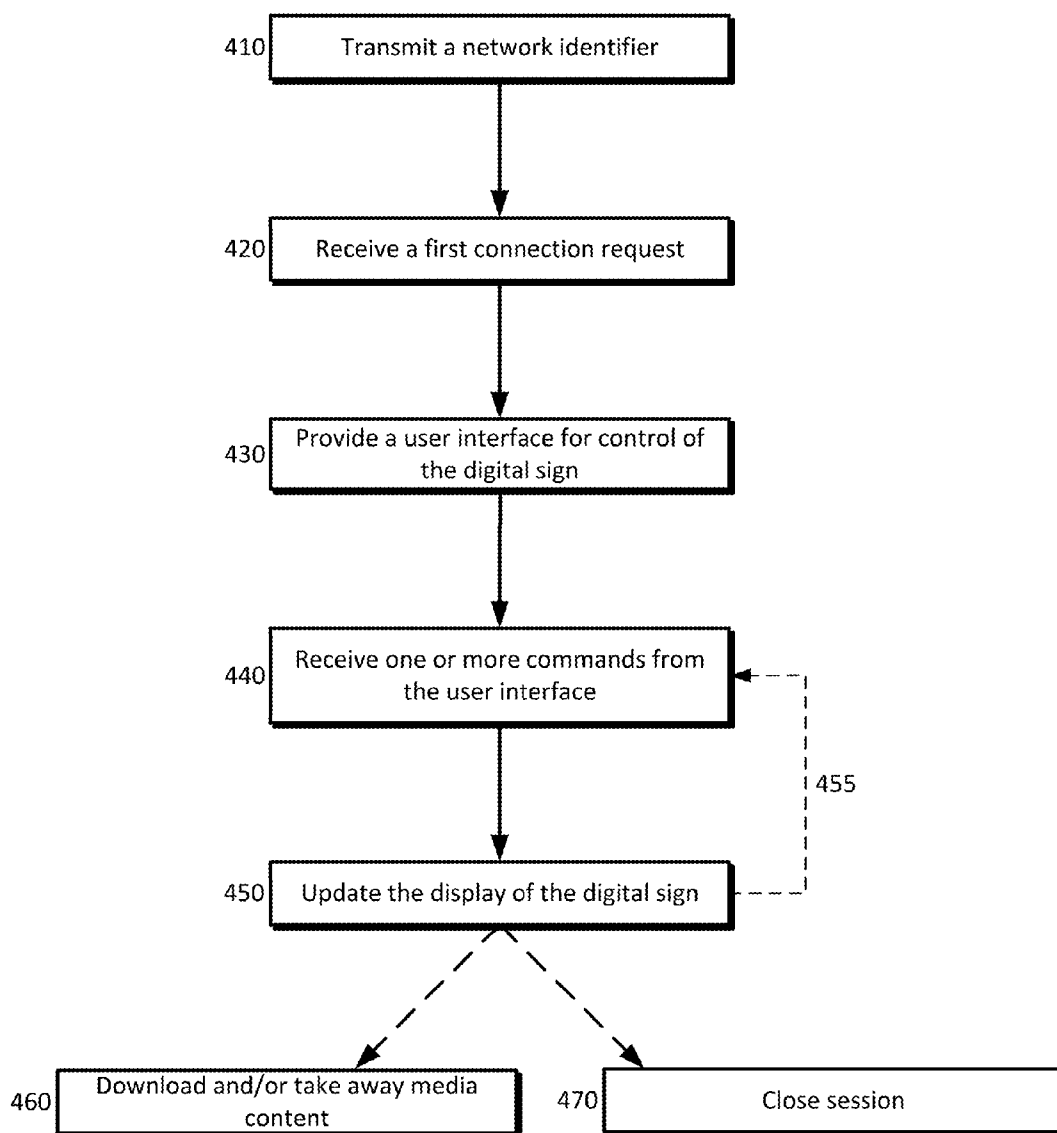 410
Transmit a network identifier
420
Receive a first connection request
430
Provide a user interface for control of
the digital sign
440
Receive one or more commands from
the user interface
455
450
Update the display of the digital sign
460
Download and/or take away media
content
470
Close session